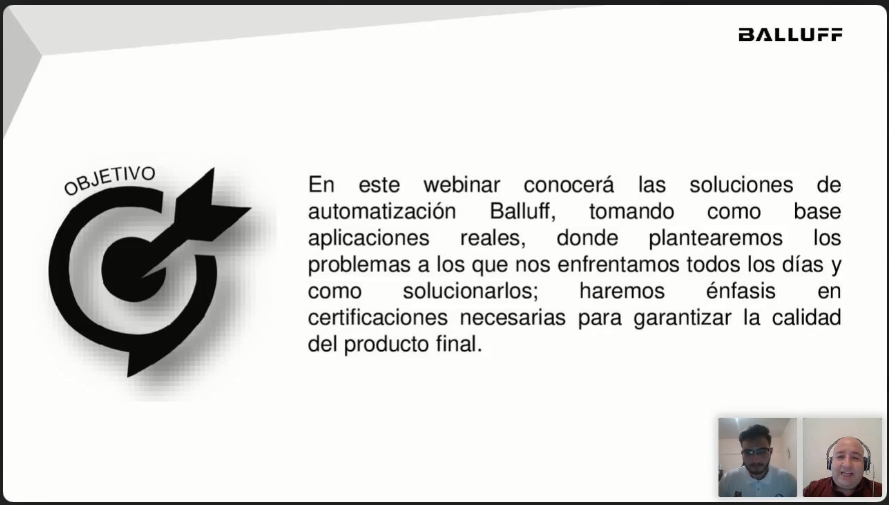 BALLUFF
OBJETIVO
En este webinar conocerá las soluciones de
automatización Balluff, tomando como base
aplicaciones reales, donde plantearemos los
problemas a los que nos enfrentamos todos los días y
como solucionarlos; haremos énfasis en
certificaciones necesarias para garantizar la calidad
del producto final.